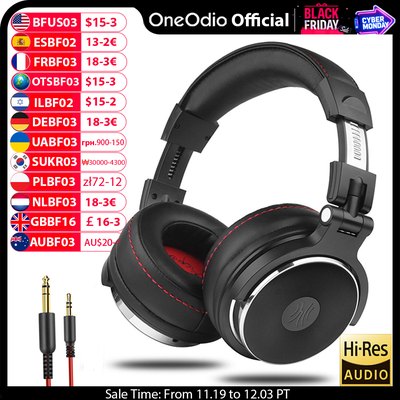 OneOdio Official
BLACK
FRIDAY
CYBER
MONDAY
BFUS03 $15-3
ESBF02 13-2€
FRBF03 18-3€
OTSBF03 $15-3
ILBF02 $15-2
DEBF03 18-3€
UABF03 грн.900-150
SUKR03 ₩30000-4300
PLBF03 zł72-12
NLBF03 18-3€
GBBF16 £16-3
AUBF03 AU$20-
Hi-Res
AUDIO
Sale Time: From 11.19 to 12.03 PT